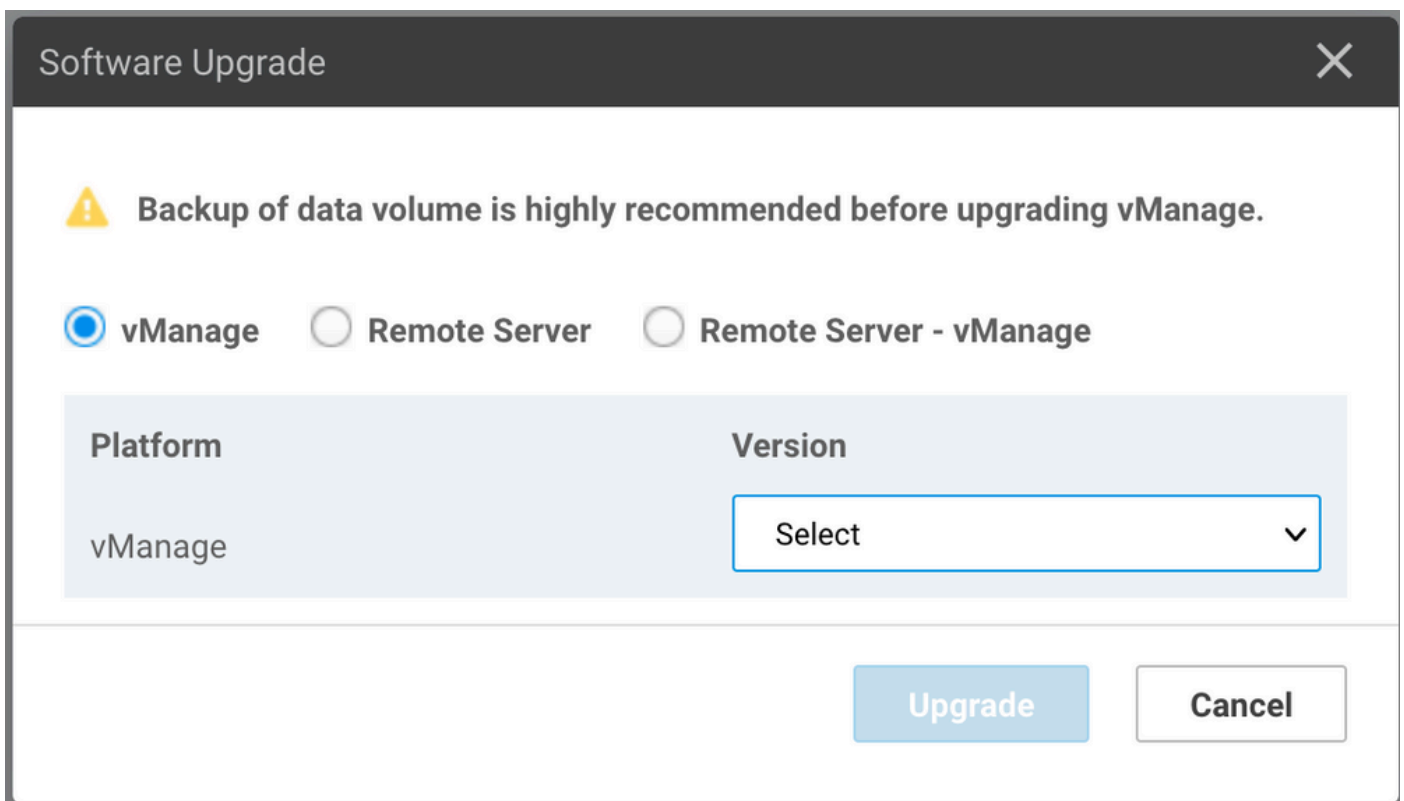 Software Upgrade
Backup of data volume is highly recommended before upgrading vManage.
vManage Remote Server Remote Server - vManage
Platform Version
vManage Select
Upgrade Cancel